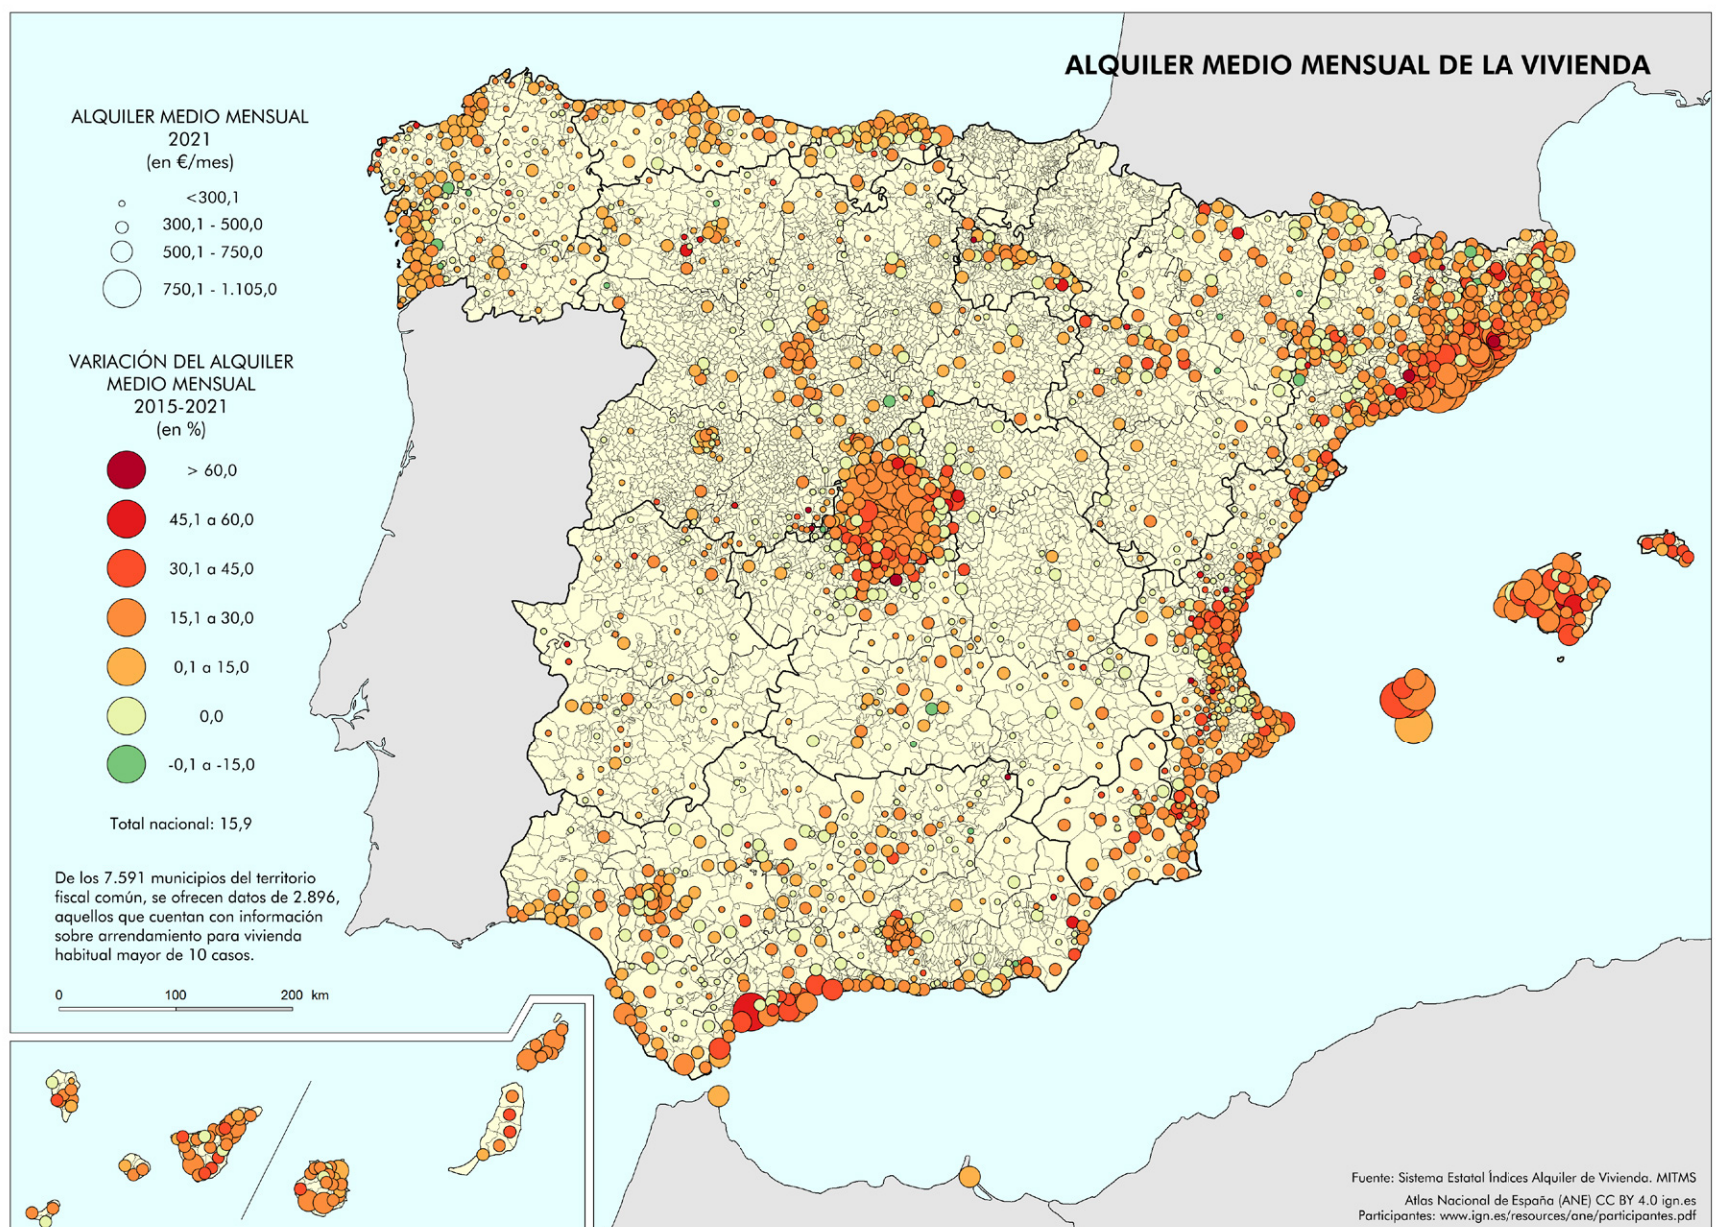 ALQUILER MEDIO MENSUAL DE LA VIVIENDA
ALQUILER MEDIO MENSUAL
2021
(en €/mes)
<300,1
300,1 - 500,0
500,1 - 750,0
750,1 - 1.105,0
VARIACIÓN DEL ALQUILER
MEDIO MENSUAL
2015-2021
(en %)
> 60,0
45,1 a 60,0
30,1 a 45,0
15,1 a 30,0
0,1 a 15,0
0,0
-0,1 a -15,0
Total nacional: 15,9
De los 7.591 municipios del territorio
fiscal común, se ofrecen datos de 2.896,
aquellos que cuentan con información
sobre arrendamiento para vivienda
habitual mayor de 10 casos.
0 100 200 km
Fuente: Sistema Estatal Índices Alquiler de Vivienda. MITMS
Atlas Nacional de España (ANE) CC BY 4.0 ign.es
Participantes: www.ign.es/resources/ane/participantes.pdf